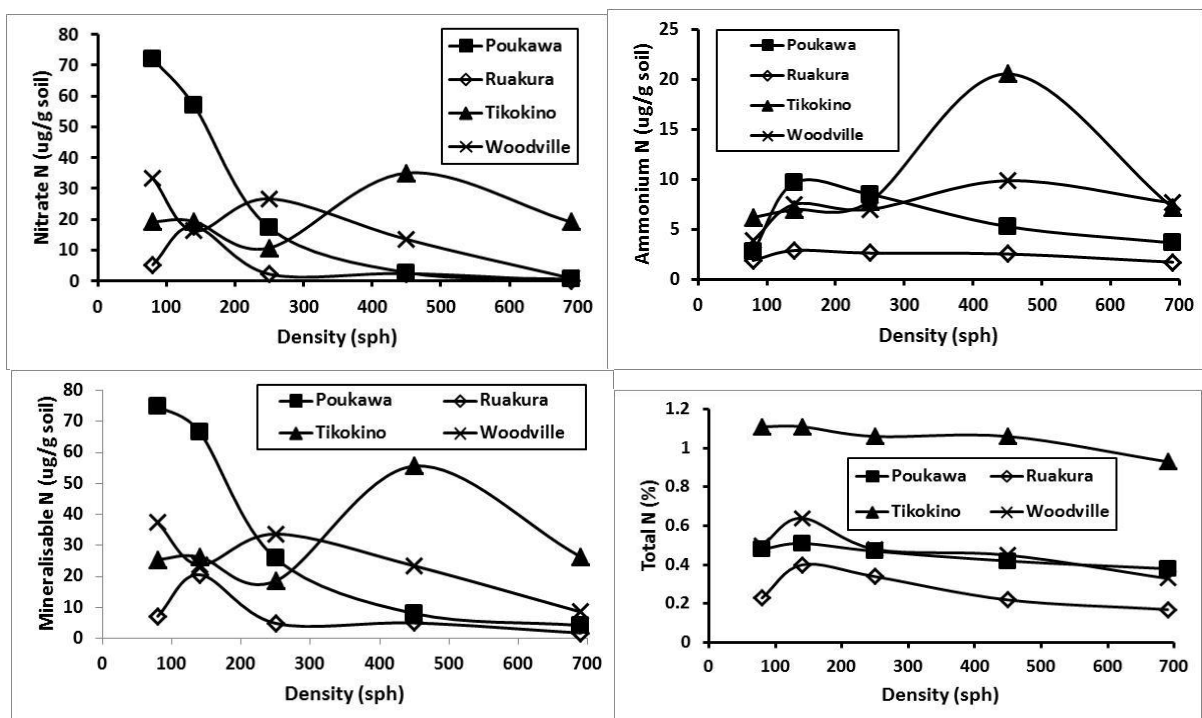 80
70
60
50
40
30
20
10
0
Nitrate N (ug/g soil)
Poukawa
Ruakura
Tikokino
Woodville
0 100 200 300 400 500 600 700
Density (sph)
25
20
15
10
5
0
Ammonium N (ug/g soil)
Poukawa
Ruakura
Tikokino
Woodville
0 100 200 300 400 500 600 700
Density (sph)
80
70
60
50
40
30
20
10
0
Mineralisable N (ug/g soil)
Poukawa Ruakura
Tikokino Woodville
0 100 200 300 400 500 600 700
Density (sph)
1.2
1
0.8
0.6
0.4
0.2
0
Total N (%)
Poukawa Ruakura
Tikokino Woodville
0 100 200 300 400 500 600 700
Density (sph)